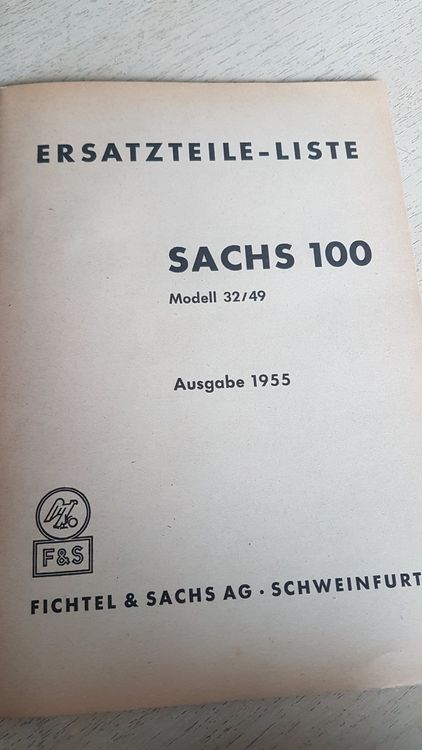 ERSATZTEILE-LISTE
SACHS 100
Modell 32/49
Ausgabe 1955
F&S
FICHTEL & SACHS AG · SCHWEINFURT